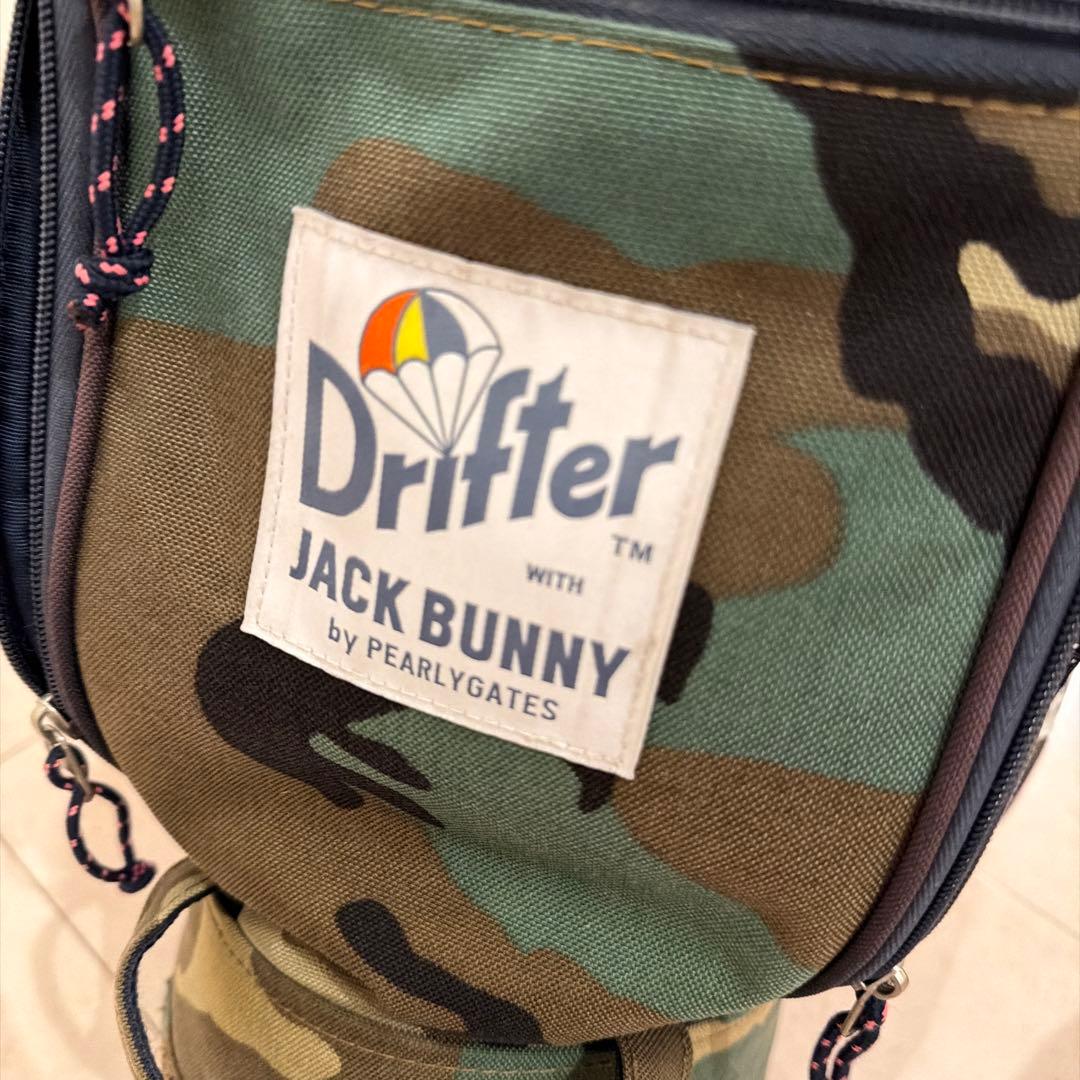 Drifter
TM
WITH
JACK BUNNY
by PEARLYGATES